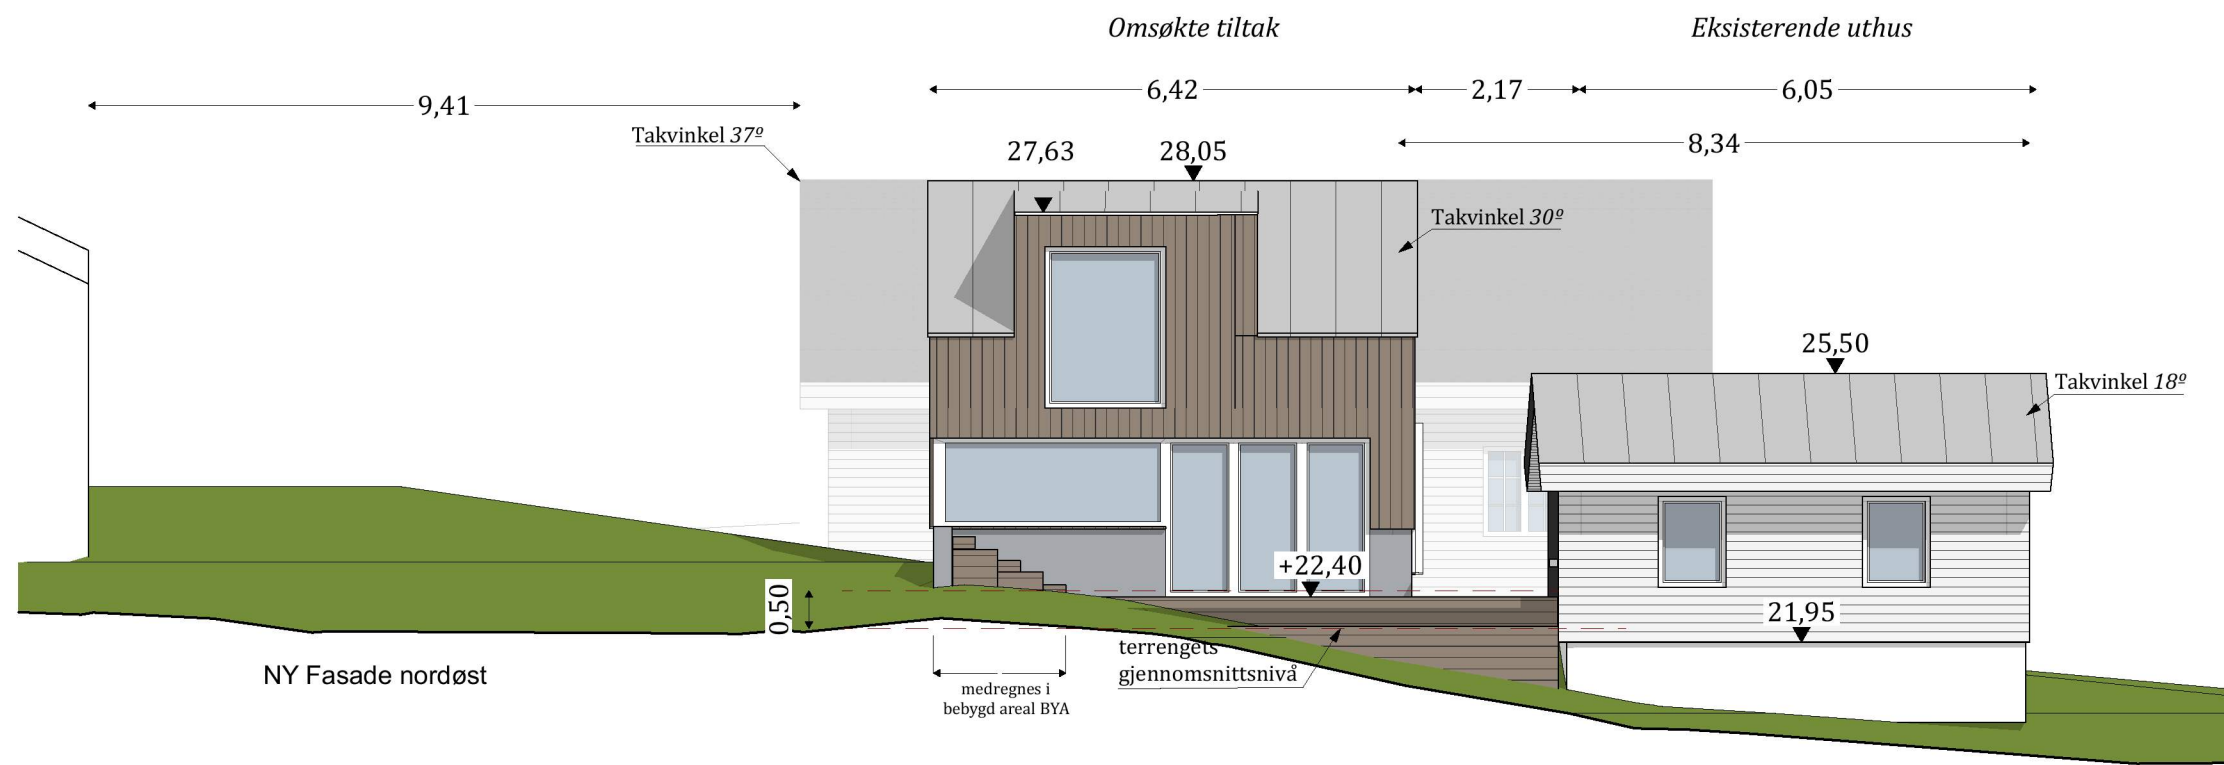 Omsøkte tiltak
Eksisterende uthus
9,41
6,42
2,17
6,05
Takvinkel 37º
8,34
27,63
28,05
Takvinkel 30º
25,50
Takvinkel 18º
+22,40
0,50
21,95
terrengets
gjennomsnittsnivå
NY Fasade nordøst
medregnes i
bebygd areal BYA